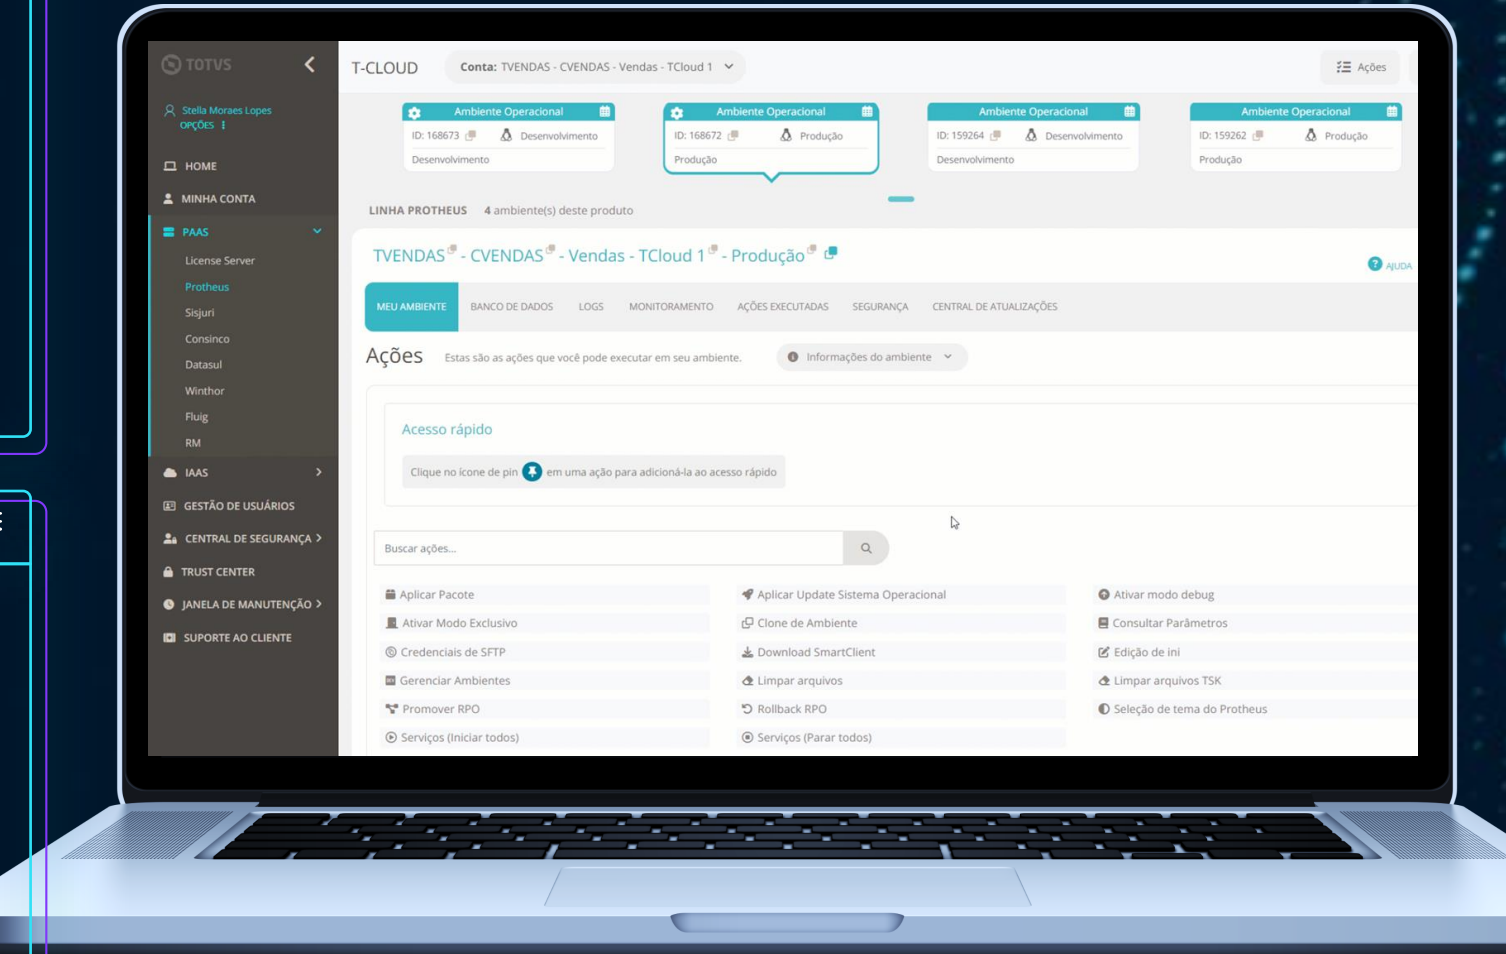 TOTVS
T-CLOUD
Conta: TVENDAS - CVENDAS - Vendas - TCloud 1
Ações
Stella Moraes Lopes
OPÇÕES
HOME
MINHA CONTA
PAAS
License Server
Protheus
Sisjuri
Consinco
Datasul
Winthor
Fluig
RM
IAAS
GESTÃO DE USUÁRIOS
CENTRAL DE SEGURANÇA
TRUST CENTER
JANELA DE MANUTENÇÃO
SUPORTE AO CLIENTE
Ambiente Operacional
ID: 168673 Desenvolvimento
Desenvolvimento
Ambiente Operacional
ID: 168672 Produção
Produção
Ambiente Operacional
ID: 159264 Desenvolvimento
Desenvolvimento
Ambiente Operacional
ID: 159262 Produção
Produção
LINHA PROTHEUS 4 ambiente(s) deste produto
TVENDAS - CVENDAS - Vendas - TCloud 1 - Produção
AJUDA
MEU AMBIENTE BANCO DE DADOS LOGS MONITORAMENTO AÇÕES EXECUTADAS SEGURANÇA CENTRAL DE ATUALIZAÇÕES
Ações Estas são as ações que você pode executar em seu ambiente. Informações do ambiente
Acesso rápido
Clique no ícone de pin em uma ação para adicioná-la ao acesso rápido
Buscar ações...
Aplicar Pacote Aplicar Update Sistema Operacional Ativar modo debug
Ativar Modo Exclusivo Clone de Ambiente Consultar Parâmetros
Credenciais de SFTP Download SmartClient Edição de ini
Gerenciar Ambientes Limpar arquivos Limpar arquivos TSK
Promover RPO Rollback RPO Seleção de tema do Protheus
Serviços (Iniciar todos) Serviços (Parar todos)